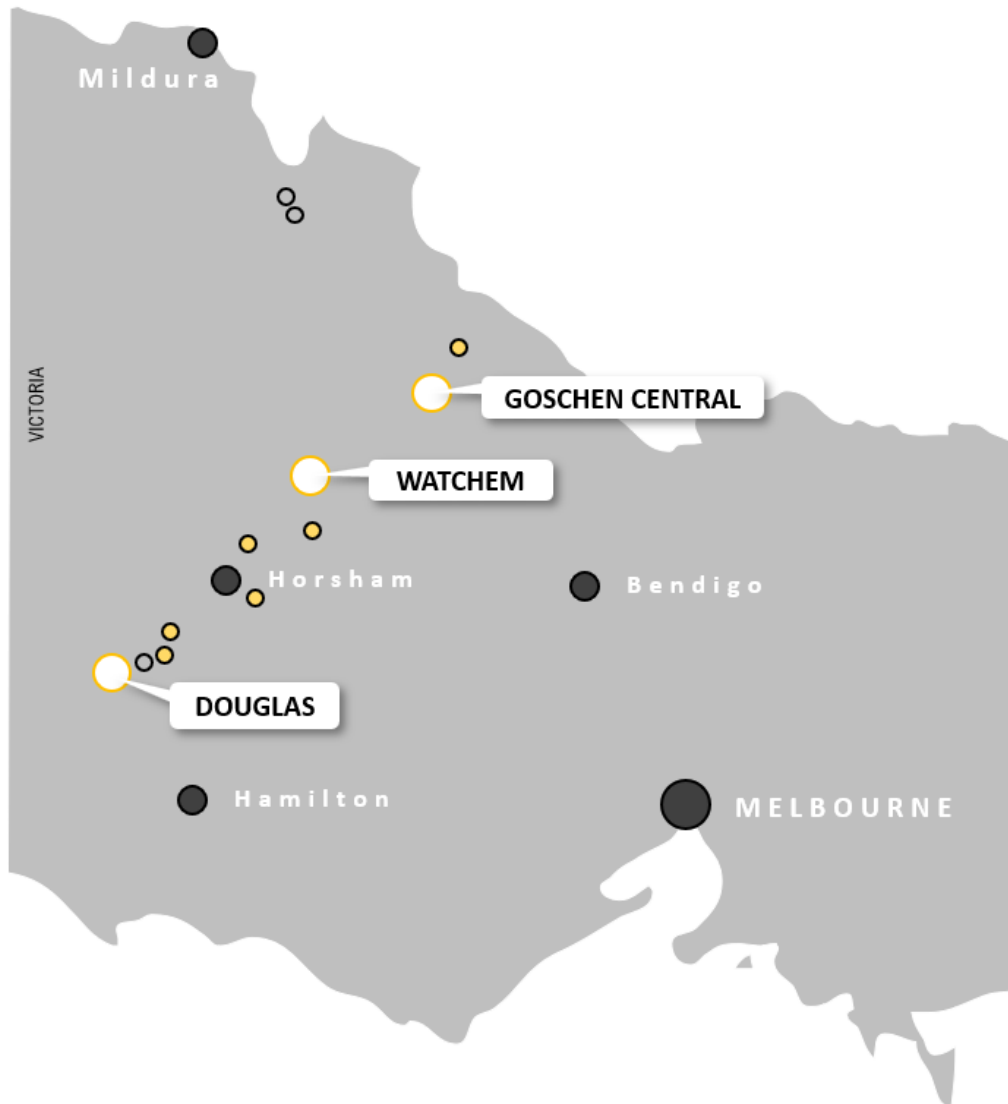 Mildura
VICTORIA
GOSCHEN CENTRAL
WATCHEM
Horsham
Bendigo
DOUGLAS
Hamilton
MELBOURNE